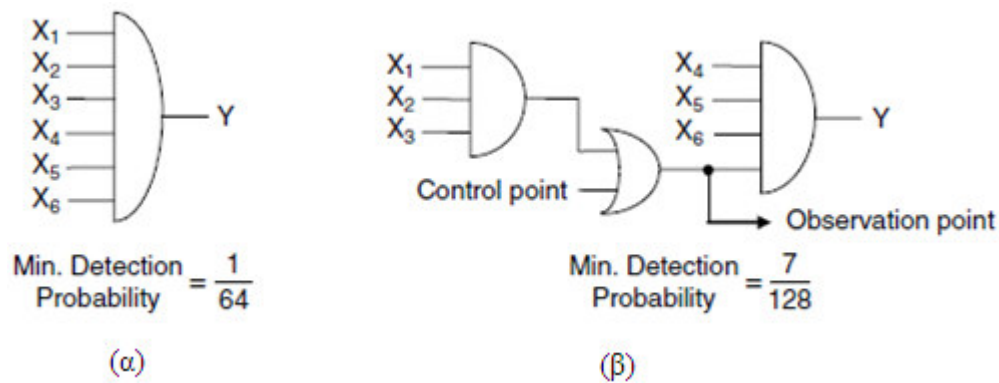 X1
X2
X3
X4
X5
X6
Y
Min. Detection
Probability = 1/64
(α)
X1
X2
X3
Control point
X4
X5
X6
Y
Observation point
Min. Detection
Probability = 7/128
(β)